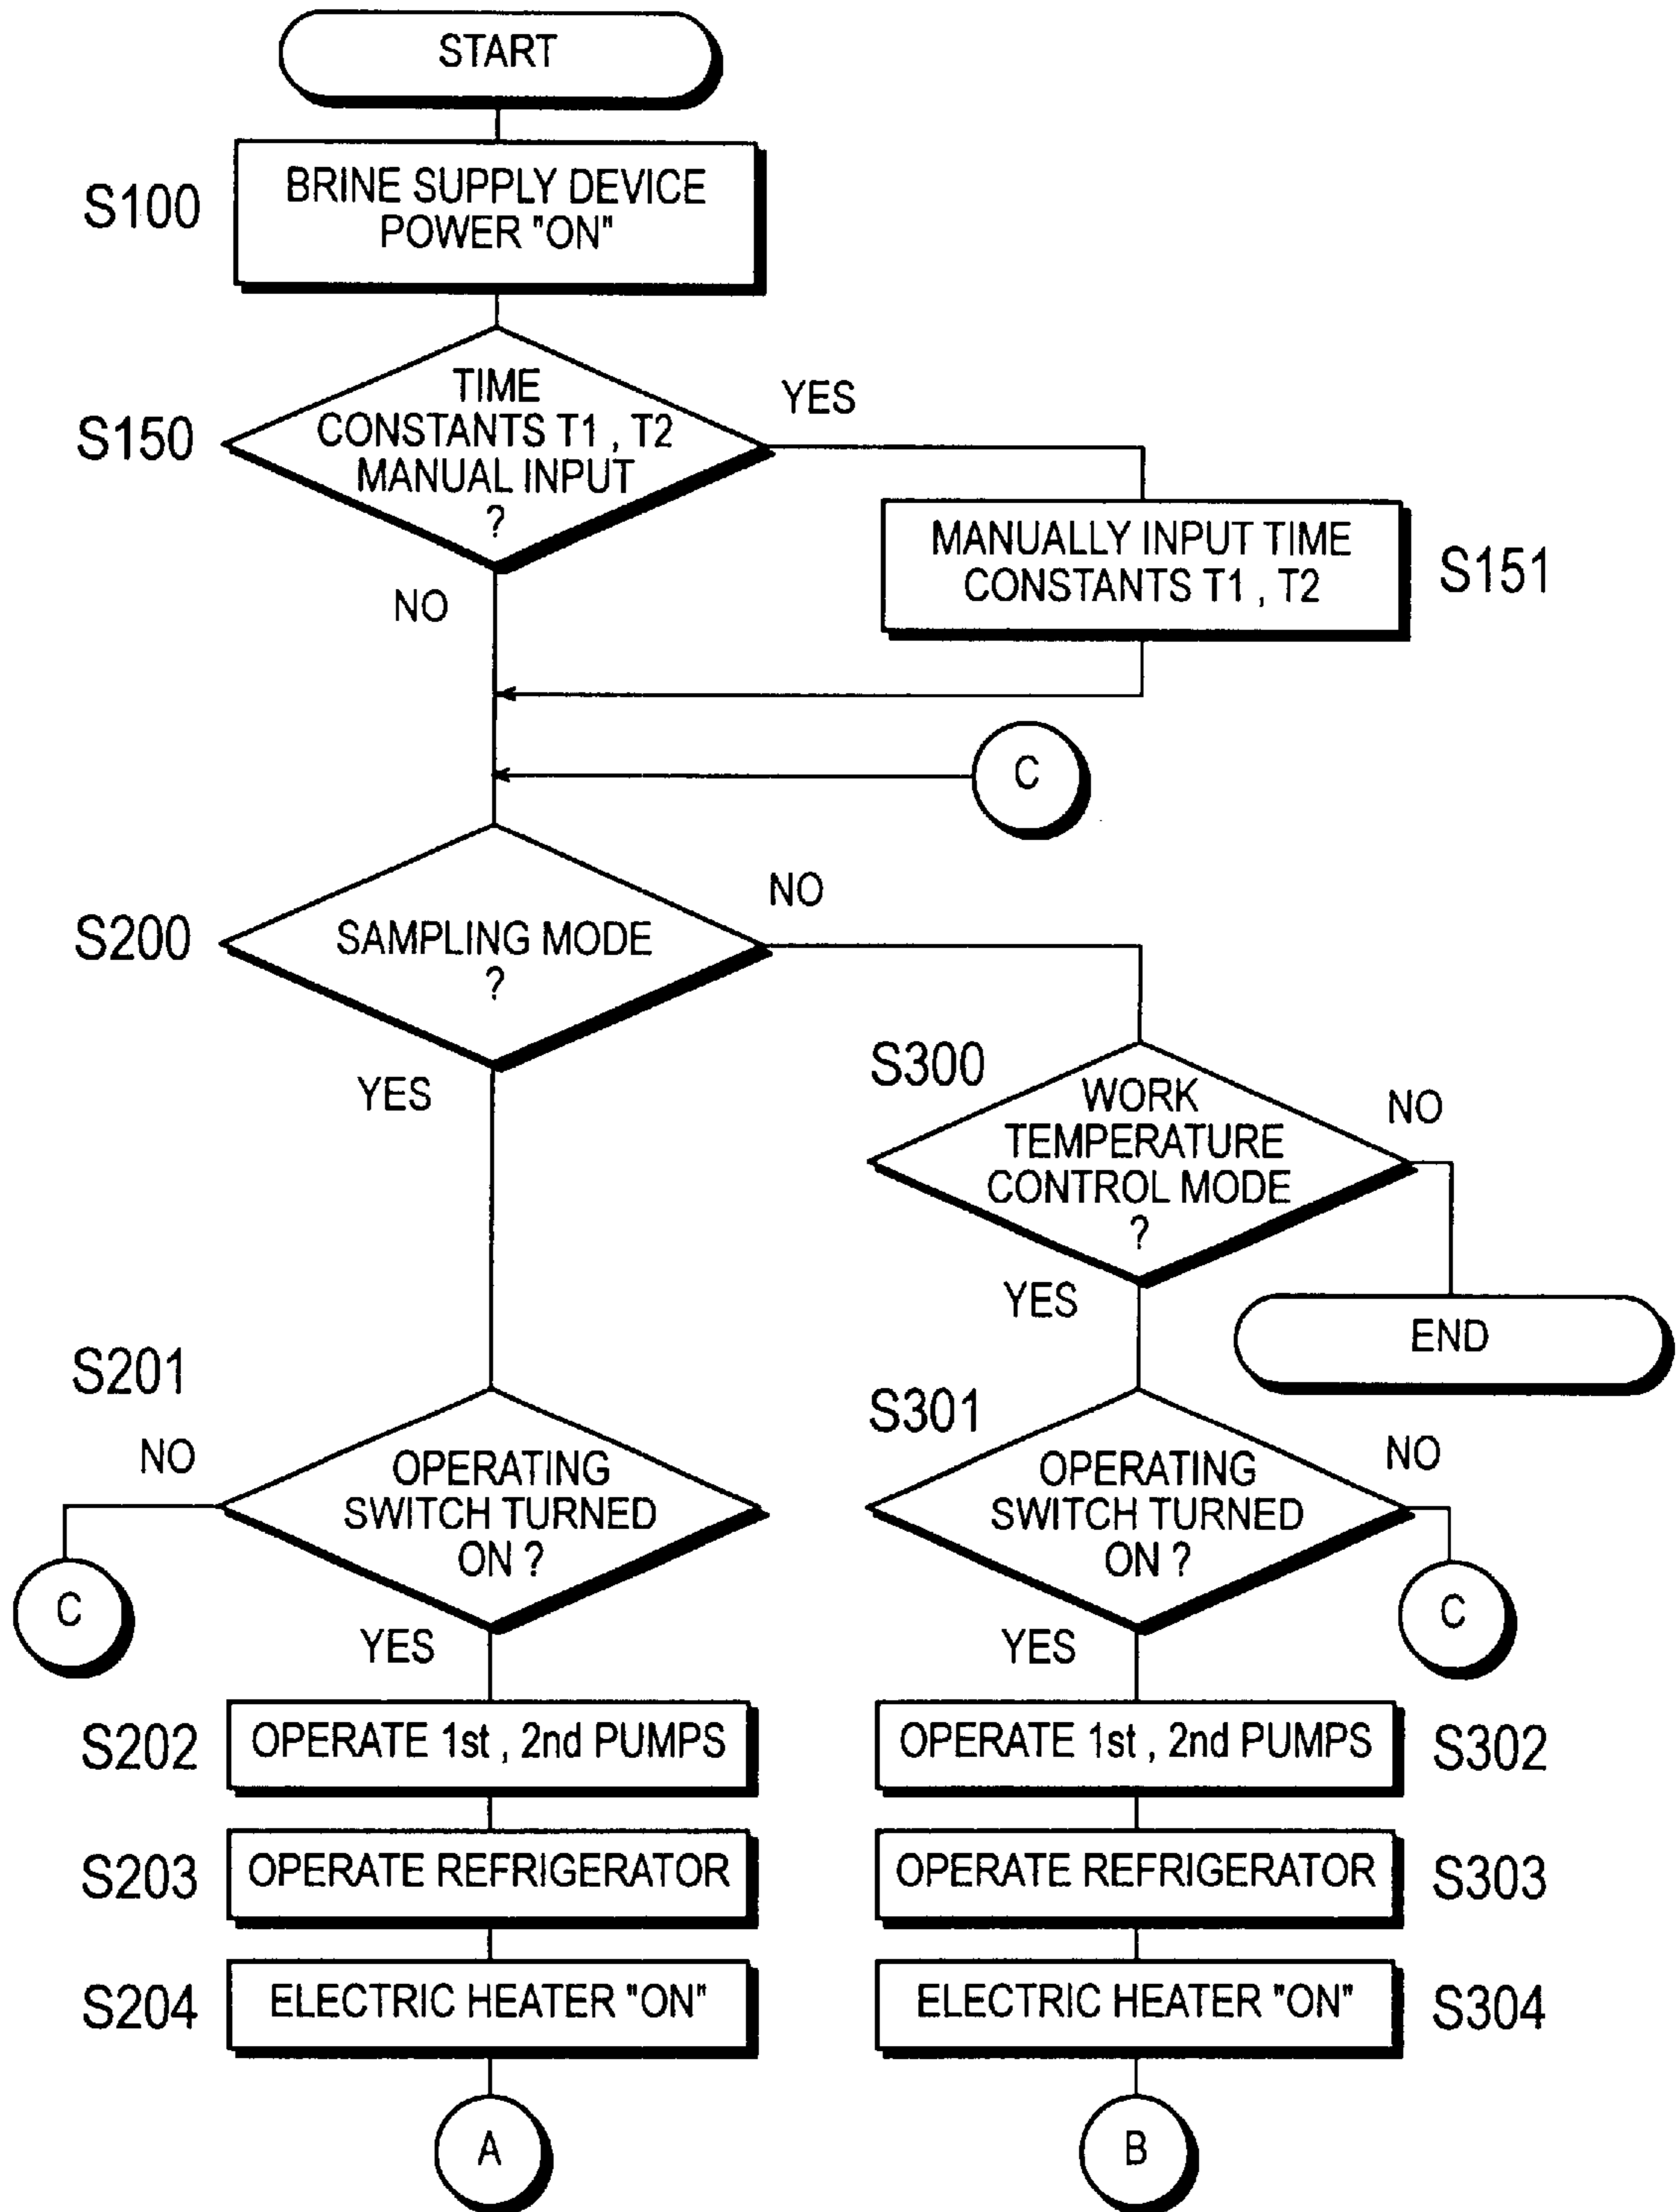 START
S100
BRINE SUPPLY DEVICE
POWER "ON"
S150
TIME
CONSTANTS T1 , T2
MANUAL INPUT
?
YES
NO
MANUALLY INPUT TIME
CONSTANTS T1 , T2
S151
C
S200
SAMPLING MODE
?
NO
YES
S300
WORK
TEMPERATURE
CONTROL MODE
?
NO
YES
END
S201
NO
OPERATING
SWITCH TURNED
ON ?
C
YES
S301
OPERATING
SWITCH TURNED
ON ?
NO
C
YES
S202
OPERATE 1st , 2nd PUMPS
OPERATE 1st , 2nd PUMPS
S302
S203
OPERATE REFRIGERATOR
OPERATE REFRIGERATOR
S303
S204
ELECTRIC HEATER "ON"
ELECTRIC HEATER "ON"
S304
A
B